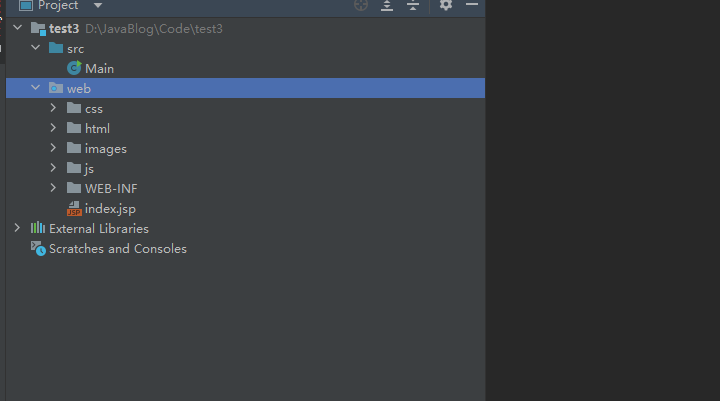 Project
test3 D:\JavaBlog\Code\test3
src
Main
web
css
html
images
js
WEB-INF
index.jsp
External Libraries
Scratches and Consoles